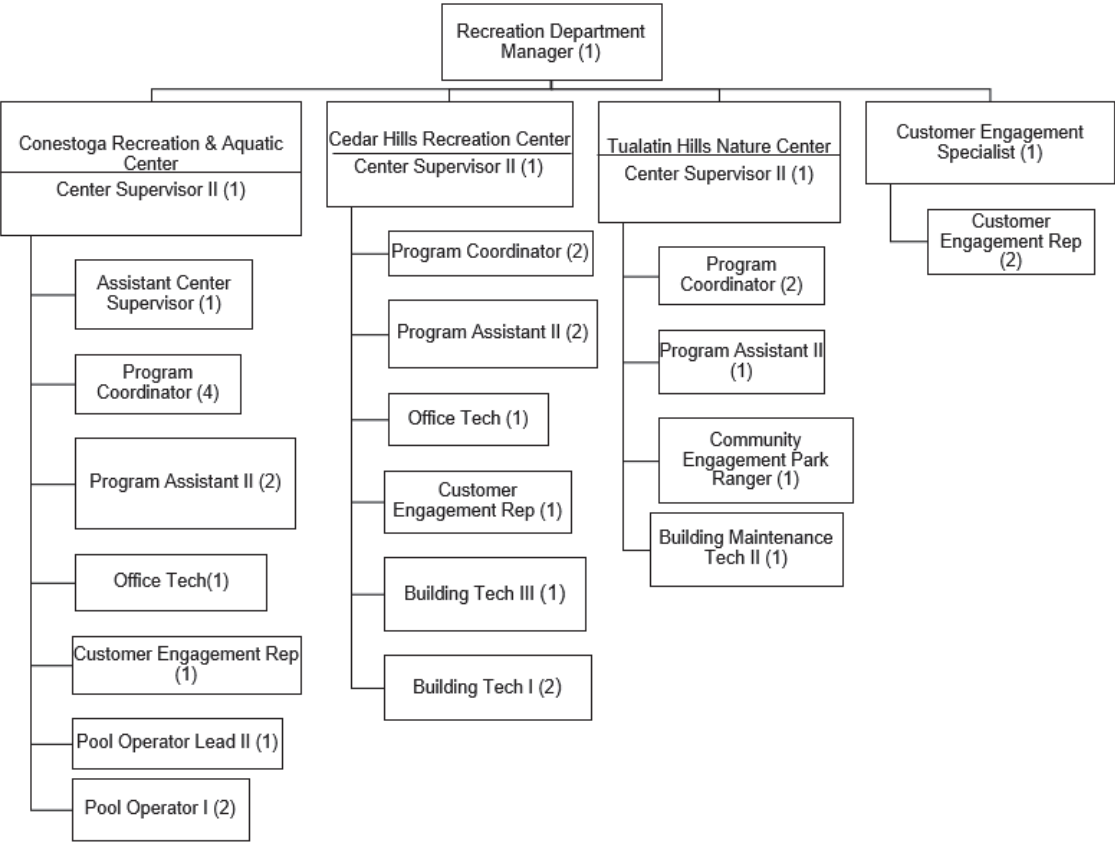 Recreation Department
Manager (1)
Conestoga Recreation & Aquatic
Center
Center Supervisor II (1)
Assistant Center
Supervisor (1)
Program
Coordinator (4)
Program Assistant II (2)
Office Tech(1)
Customer Engagement Rep
(1)
Pool Operator Lead II (1)
Pool Operator I (2)
Cedar Hills Recreation Center
Center Supervisor II (1)
Program Coordinator (2)
Program Assistant II (2)
Office Tech (1)
Customer
Engagement Rep (1)
Building Tech III (1)
Building Tech I (2)
Tualatin Hills Nature Center
Center Supervisor II (1)
Program
Coordinator (2)
Program Assistant II
(1)
Community
Engagement Park
Ranger (1)
Building Maintenance
Tech II (1)
Customer Engagement
Specialist (1)
Customer
Engagement Rep
(2)